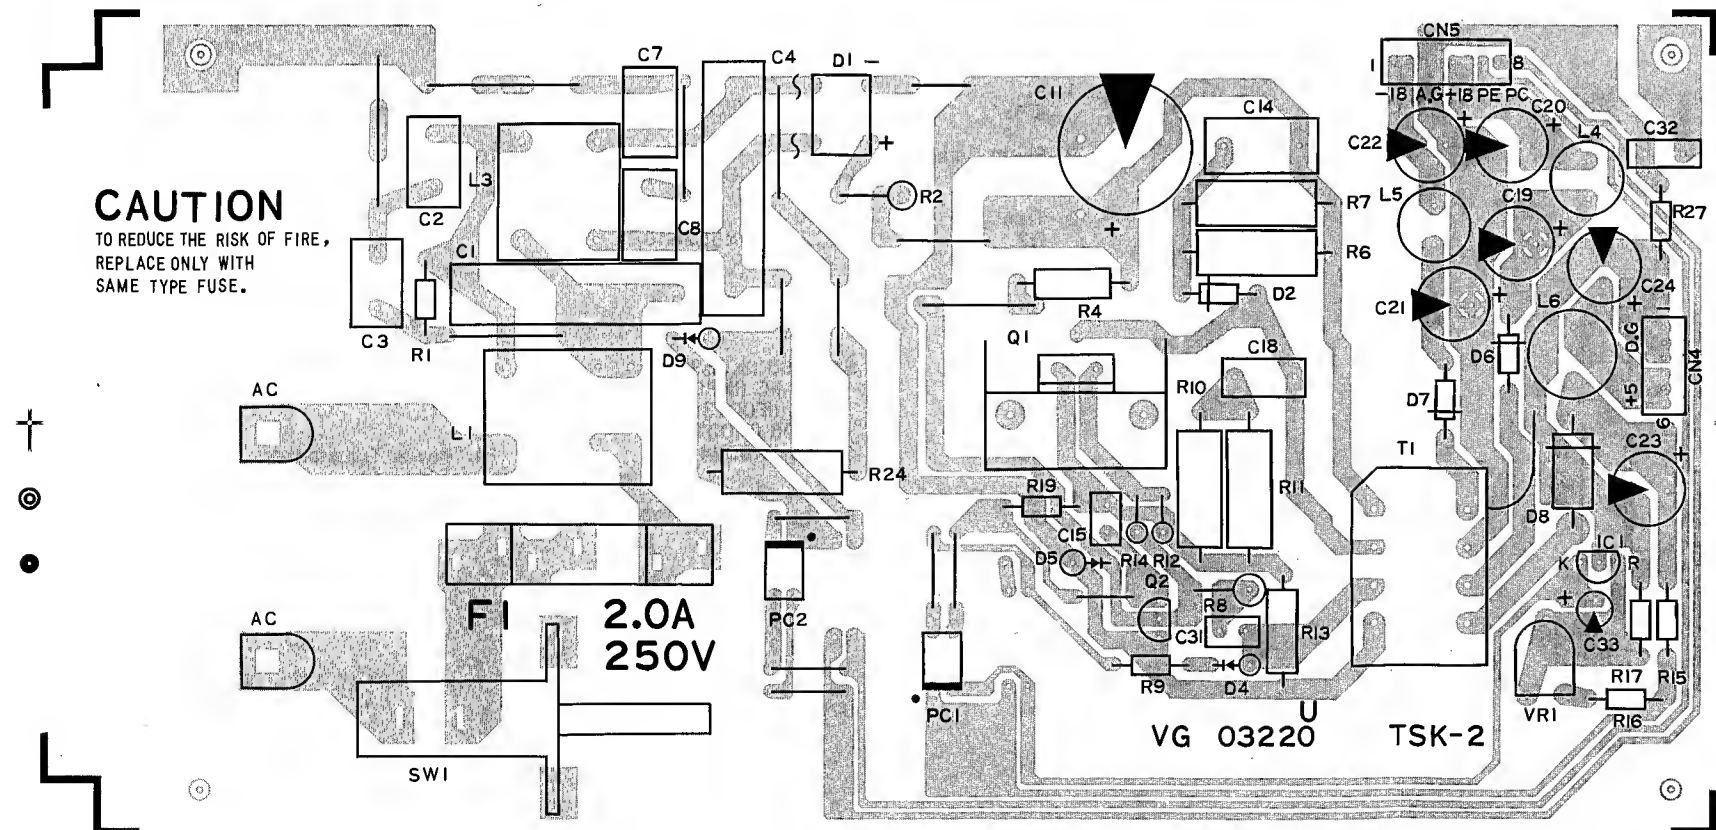 CN5
C7
C4
D1 -
1
8
-18 A.G +18 PE PC
C11
C14
C20
C2
L3
C22
L4
C32
+
CAUTION
TO REDUCE THE RISK OF FIRE,
REPLACE ONLY WITH
SAME TYPE FUSE.
R2
R7
L5
C19
R27
C8
C1
R6
+
D2
C24
C3
R1
R4
C21
L6
D9
Q1
C18
D6
D.G
CN4
AC
R10
D7
+5
6
L1
T1
C23
R24
R19
R11
C15
D8
D5
R14
R12
K
IC1
R
Q2
F1
2.0A
250V
PC2
R8
C31
R13
C33
AC
R9
D4
R17
R15
PC1
U
VR1
R16
VG 03220
TSK-2
SW1